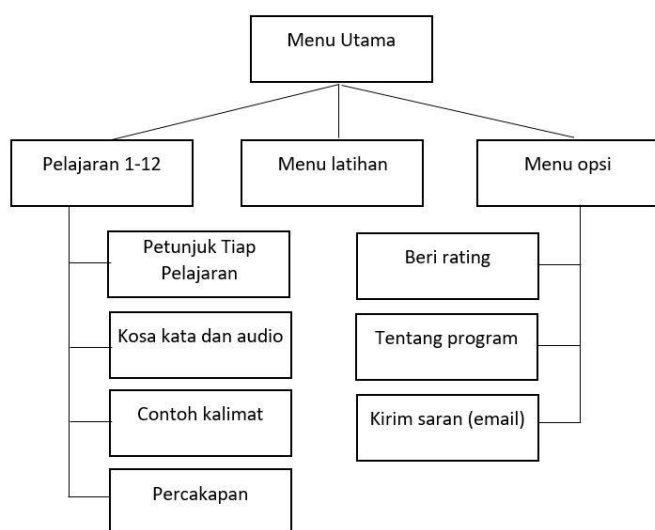 Menu Utama
Pelajaran 1-12
Menu latihan
Menu opsi
Petunjuk Tiap
Pelajaran
Kosa kata dan audio
Contoh kalimat
Percakapan
Beri rating
Tentang program
Kirim saran (email)